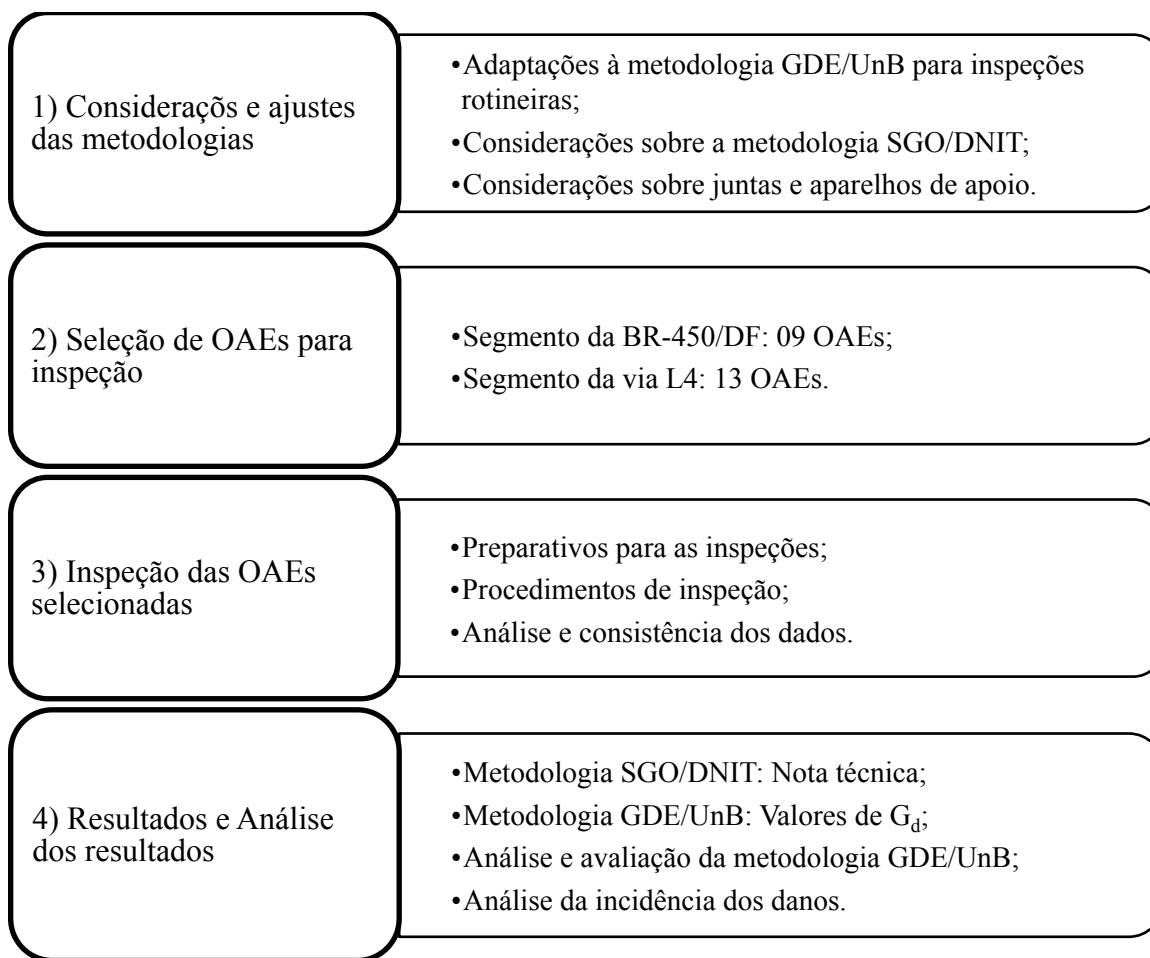 1) Consideraçõs e ajustes
das metodologias
•Adaptações à metodologia GDE/UnB para inspeções
rotineiras;
•Considerações sobre a metodologia SGO/DNIT;
•Considerações sobre juntas e aparelhos de apoio.
2) Seleção de OAEs para
inspeção
•Segmento da BR-450/DF: 09 OAEs;
•Segmento da via L4: 13 OAEs.
3) Inspeção das OAEs
selecionadas
•Preparativos para as inspeções;
•Procedimentos de inspeção;
•Análise e consistência dos dados.
4) Resultados e Análise
dos resultados
•Metodologia SGO/DNIT: Nota técnica;
•Metodologia GDE/UnB: Valores de Gd;
•Análise e avaliação da metodologia GDE/UnB;
•Análise da incidência dos danos.